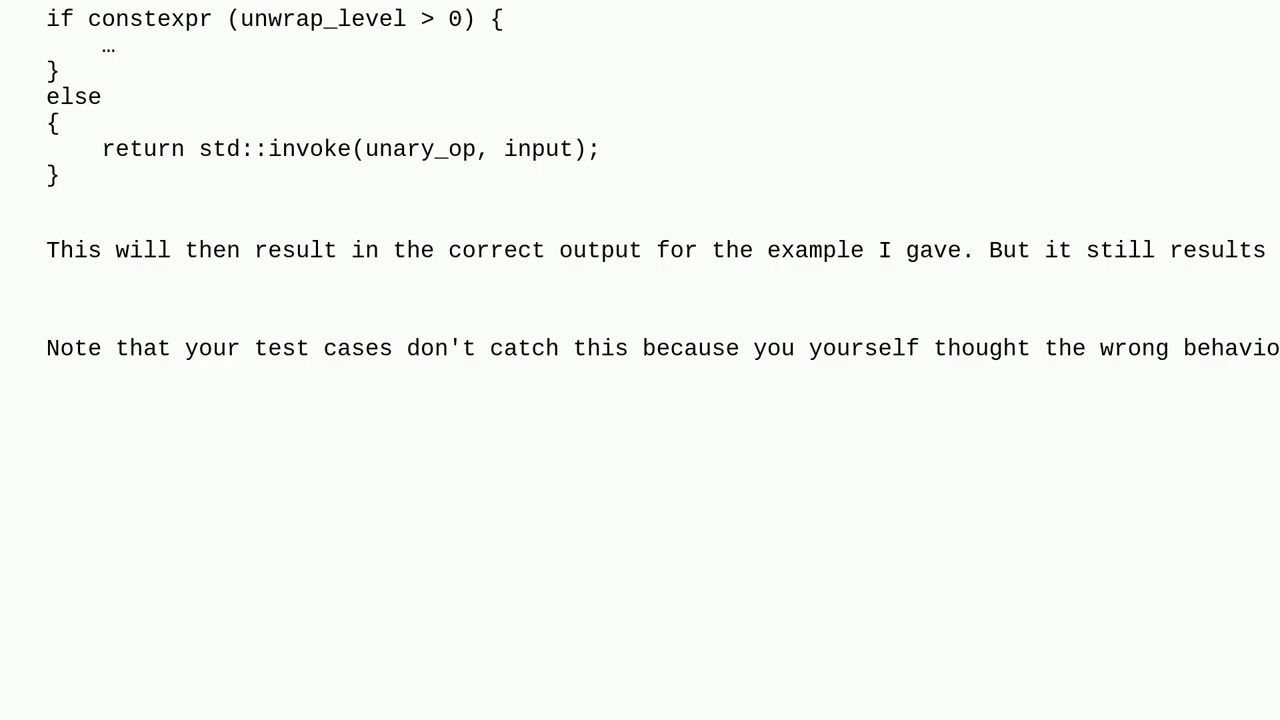 if constexpr (unwrap_level > 0) {
    …
}
else
{
    return std::invoke(unary_op, input);
}
This will then result in the correct output for the example I gave. But it still results
Note that your test cases don't catch this because you yourself thought the wrong behavio